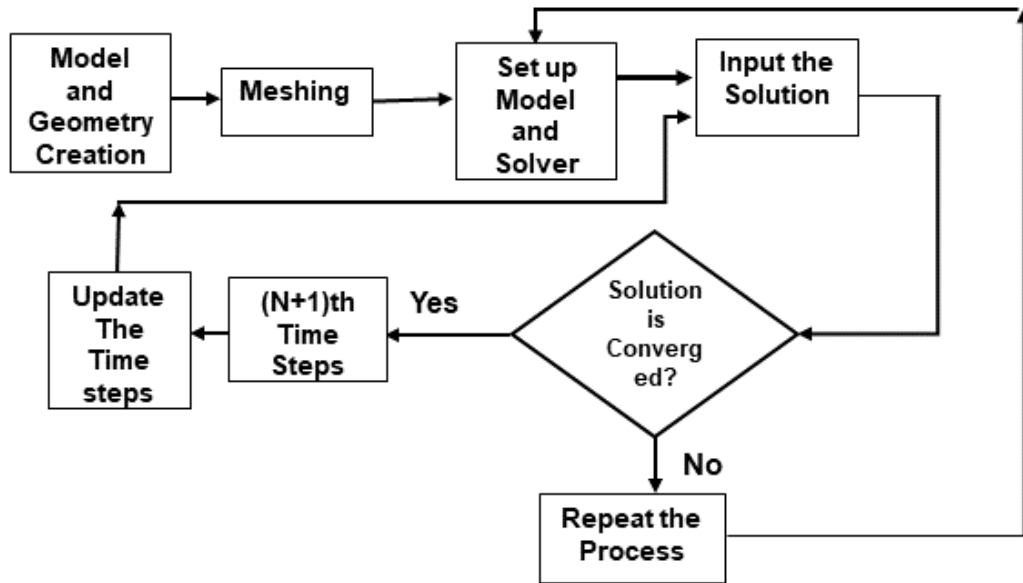 Model
and
Geometry
Creation
Meshing
Set up
Model
and
Solver
Input the
Solution
Solution
is
Converg
ed?
Yes
(N+1)th
Time
Steps
Update
The
Time
steps
No
Repeat the
Process